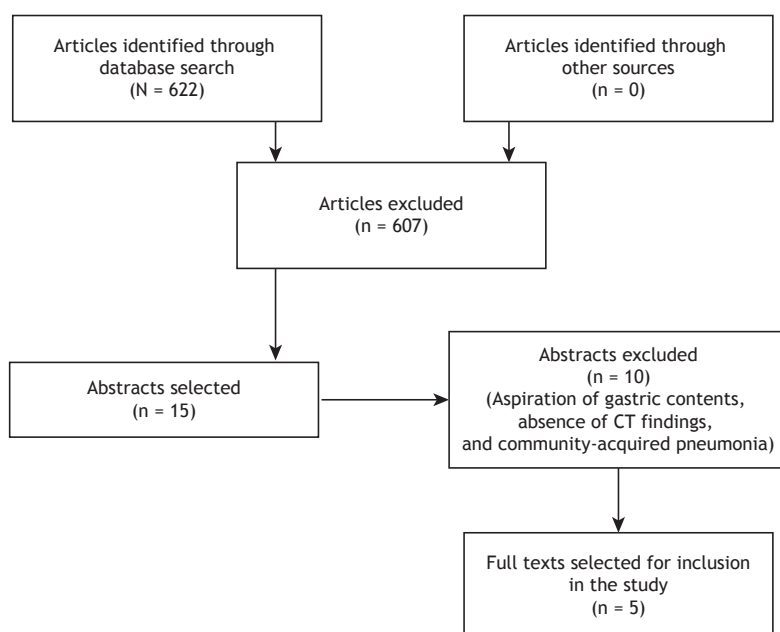 Articles identified through
database search
(N = 622)
Articles identified through
other sources
(n = 0)
Articles excluded
(n = 607)
Abstracts selected
(n = 15)
Abstracts excluded
(n = 10)
(Aspiration of gastric contents,
absence of CT findings,
and community-acquired pneumonia)
Full texts selected for inclusion
in the study
(n = 5)